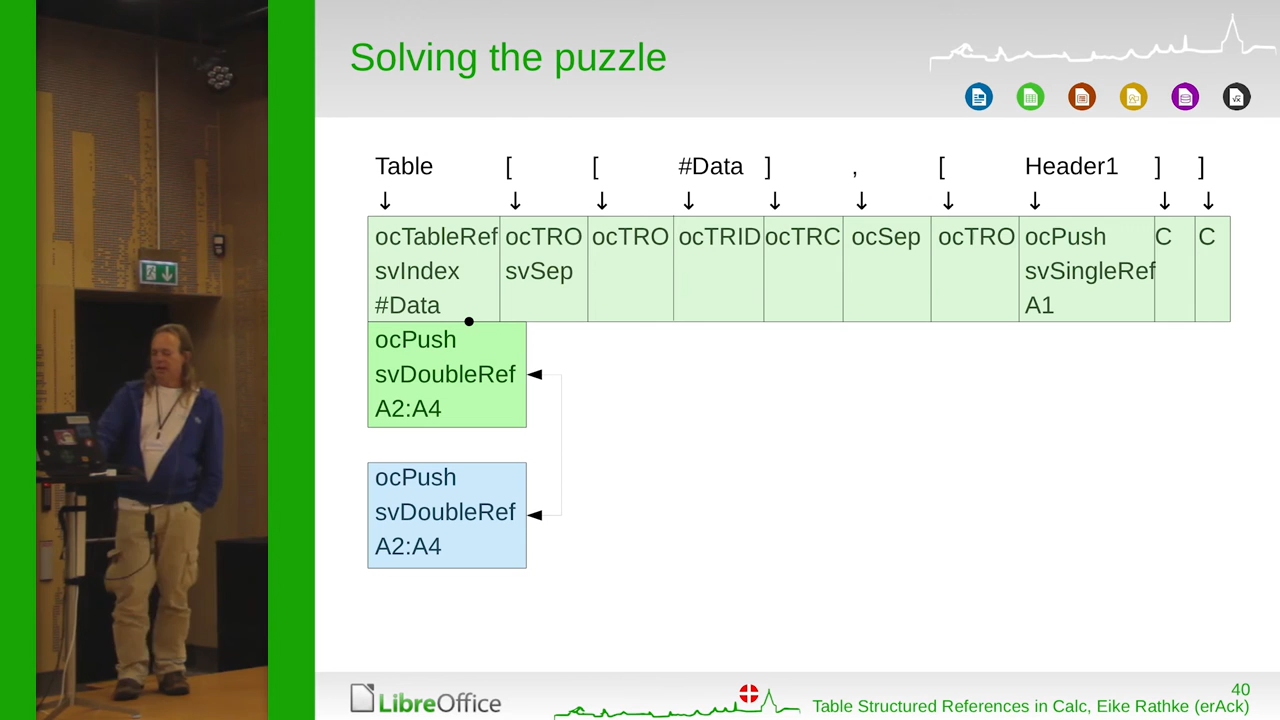 Solving the puzzle
Table [ [ #Data ] , [ Header1 ] ]
↓ ↓ ↓ ↓ ↓ ↓ ↓ ↓ ↓ ↓
ocTableRef ocTRO ocTRO ocTRID ocTRC ocSep ocTRO ocPush C C
svIndex svSep svSingleRef
#Data A1
ocPush
svDoubleRef
A2:A4
ocPush
svDoubleRef
A2:A4
LibreOffice
40
Table Structured References in Calc, Eike Rathke (erAck)